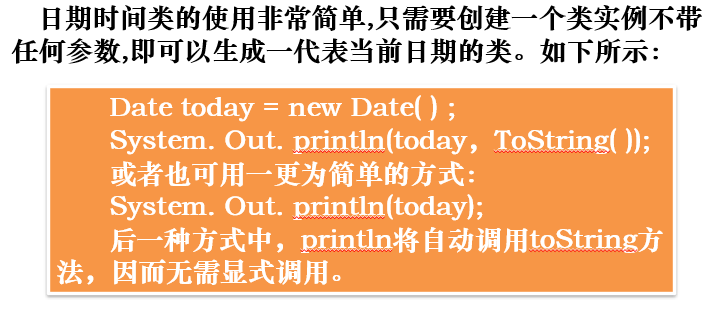 日期时间类的使用非常简单,只需要创建一个类实例不带
任何参数,即可以生成一代表当前日期的类。如下所示：
Date today = new Date( ) ;
System. Out. println(today，ToString( ));
或者也可用一更为简单的方式：
System. Out. println(today);
后一种方式中，println将自动调用toString方
法，因而无需显式调用。